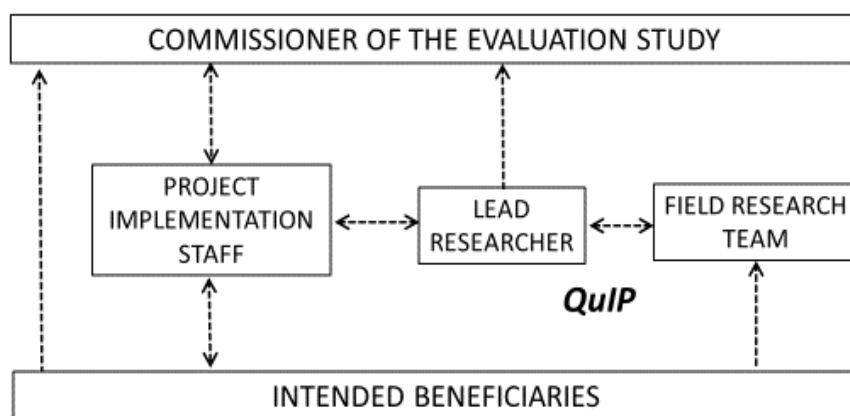 COMMISSIONER OF THE EVALUATION STUDY
PROJECT
IMPLEMENTATION
STAFF
LEAD
RESEARCHER
FIELD RESEARCH
TEAM
QuIP
INTENDED BENEFICIARIES